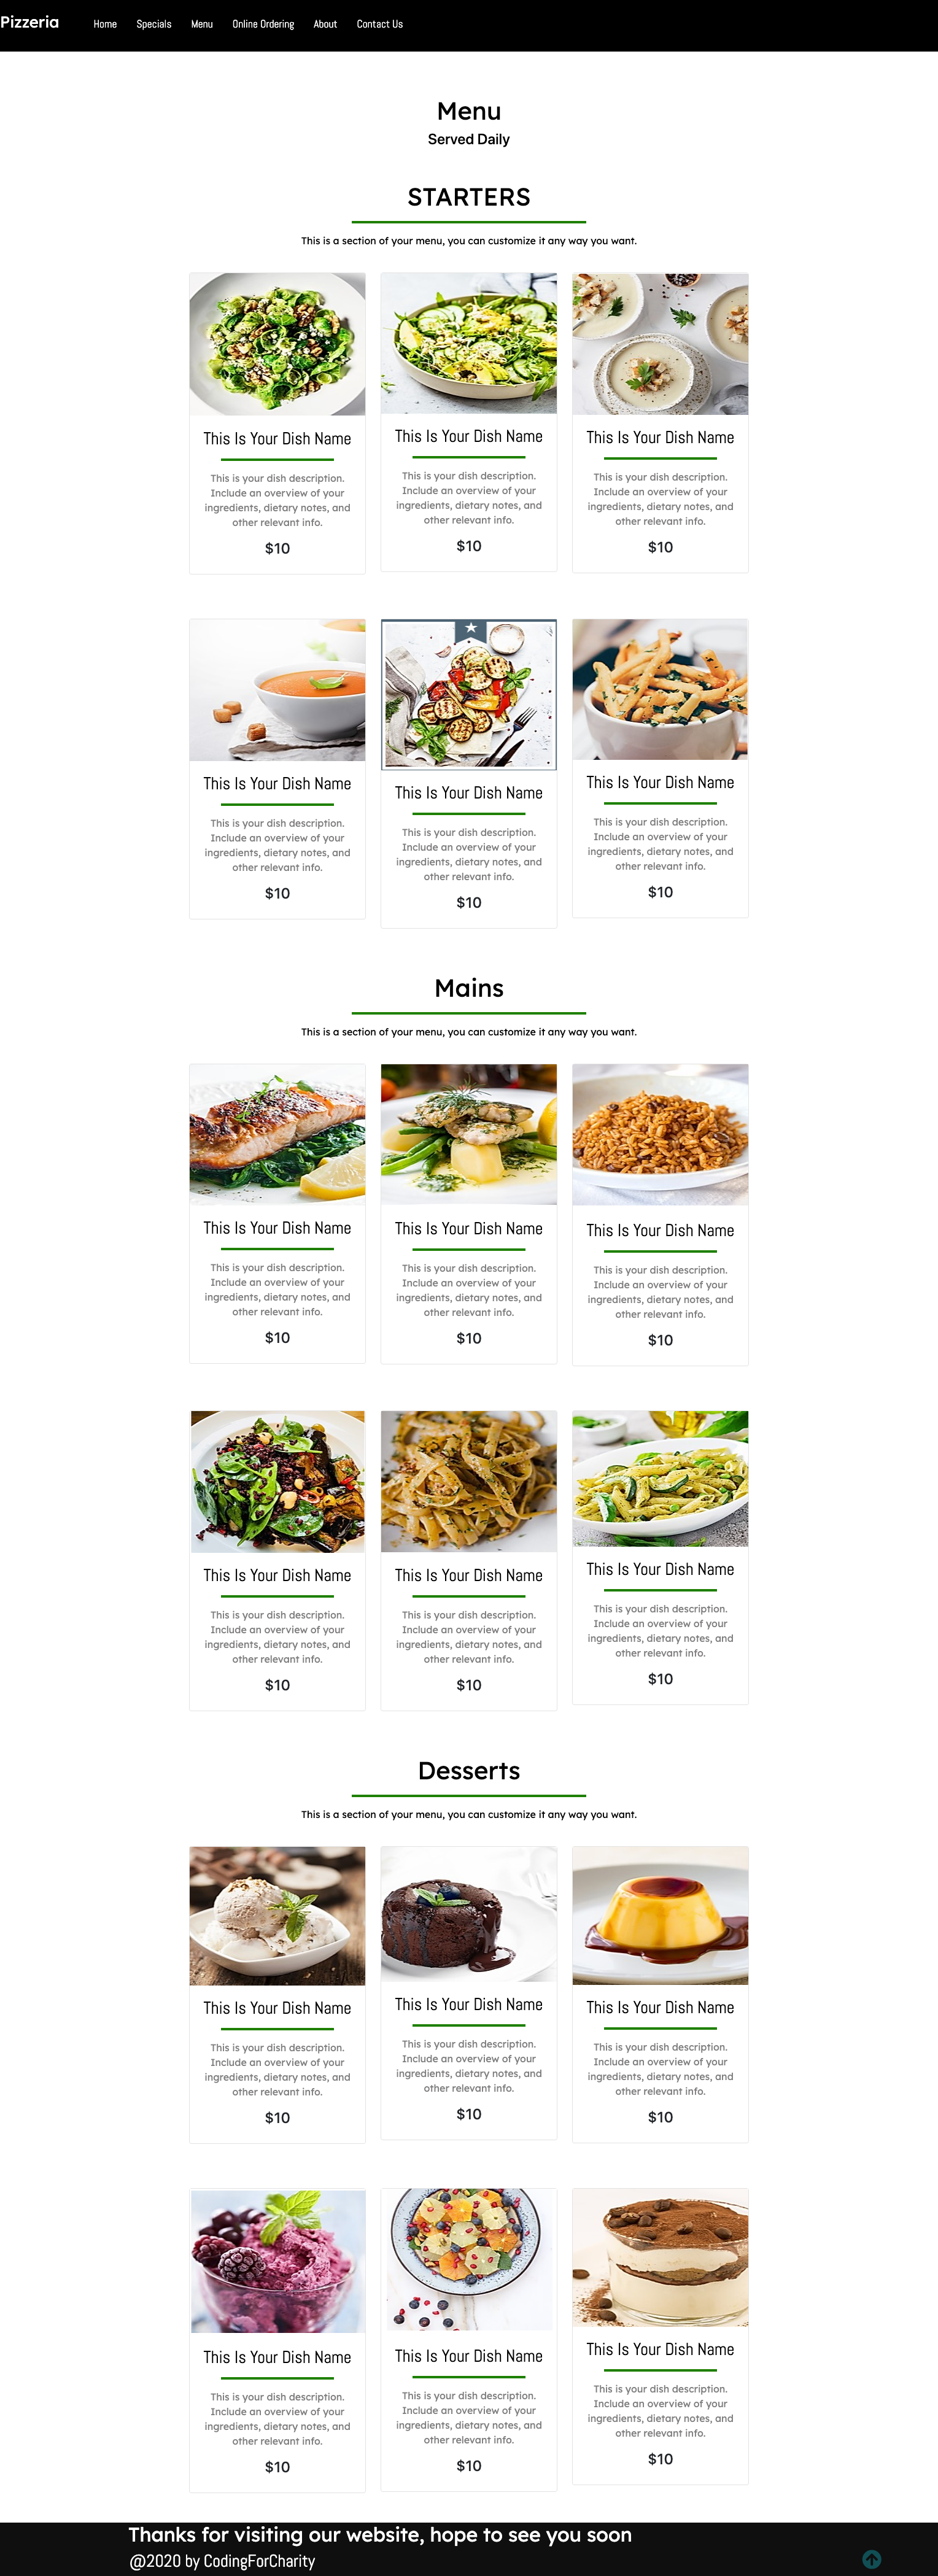 Pizzeria
Home Specials Menu Online Ordering About Contact Us
Menu
Served Daily
STARTERS
This is a section of your menu, you can customize it any way you want.
This Is Your Dish Name
This is your dish description.
Include an overview of your
ingredients, dietary notes, and
other relevant info.
$10
This Is Your Dish Name
This is your dish description.
Include an overview of your
ingredients, dietary notes, and
other relevant info.
$10
This Is Your Dish Name
This is your dish description.
Include an overview of your
ingredients, dietary notes, and
other relevant info.
$10
This Is Your Dish Name
This is your dish description.
Include an overview of your
ingredients, dietary notes, and
other relevant info.
$10
This Is Your Dish Name
This is your dish description.
Include an overview of your
ingredients, dietary notes, and
other relevant info.
$10
This Is Your Dish Name
This is your dish description.
Include an overview of your
ingredients, dietary notes, and
other relevant info.
$10
Mains
This is a section of your menu, you can customize it any way you want.
This Is Your Dish Name
This is your dish description.
Include an overview of your
ingredients, dietary notes, and
other relevant info.
$10
This Is Your Dish Name
This is your dish description.
Include an overview of your
ingredients, dietary notes, and
other relevant info.
$10
This Is Your Dish Name
This is your dish description.
Include an overview of your
ingredients, dietary notes, and
other relevant info.
$10
This Is Your Dish Name
This is your dish description.
Include an overview of your
ingredients, dietary notes, and
other relevant info.
$10
This Is Your Dish Name
This is your dish description.
Include an overview of your
ingredients, dietary notes, and
other relevant info.
$10
This Is Your Dish Name
This is your dish description.
Include an overview of your
ingredients, dietary notes, and
other relevant info.
$10
Desserts
This is a section of your menu, you can customize it any way you want.
This Is Your Dish Name
This is your dish description.
Include an overview of your
ingredients, dietary notes, and
other relevant info.
$10
This Is Your Dish Name
This is your dish description.
Include an overview of your
ingredients, dietary notes, and
other relevant info.
$10
This Is Your Dish Name
This is your dish description.
Include an overview of your
ingredients, dietary notes, and
other relevant info.
$10
This Is Your Dish Name
This is your dish description.
Include an overview of your
ingredients, dietary notes, and
other relevant info.
$10
This Is Your Dish Name
This is your dish description.
Include an overview of your
ingredients, dietary notes, and
other relevant info.
$10
This Is Your Dish Name
This is your dish description.
Include an overview of your
ingredients, dietary notes, and
other relevant info.
$10
Thanks for visiting our website, hope to see you soon
@2020 by CodingForCharity